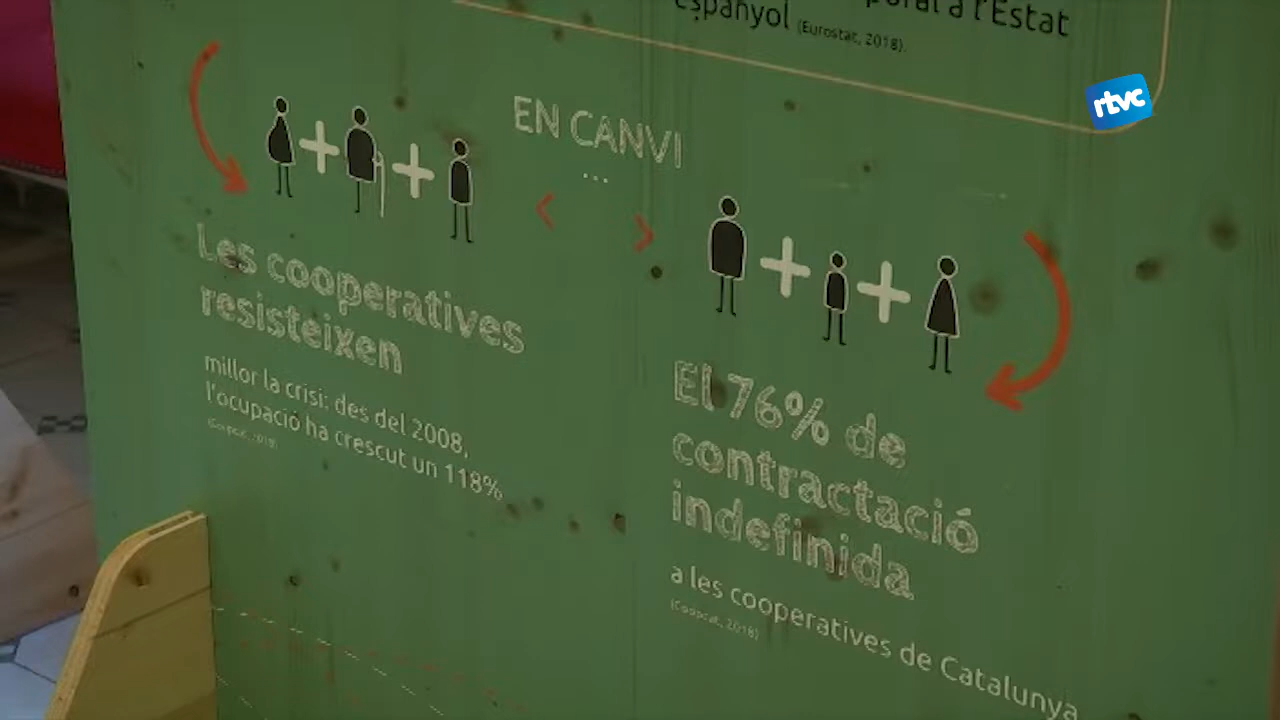 a l'Estat
espanyol (Eurostat, 2018).
rtvc
EN CANVI
...
Les cooperatives
resisteixen
millor la crisi: des del 2008,
l'ocupació ha crescut un 118%
El 76% de
contractació
indefinida
a les cooperatives de Catalunya
(Coopcat, 2018)